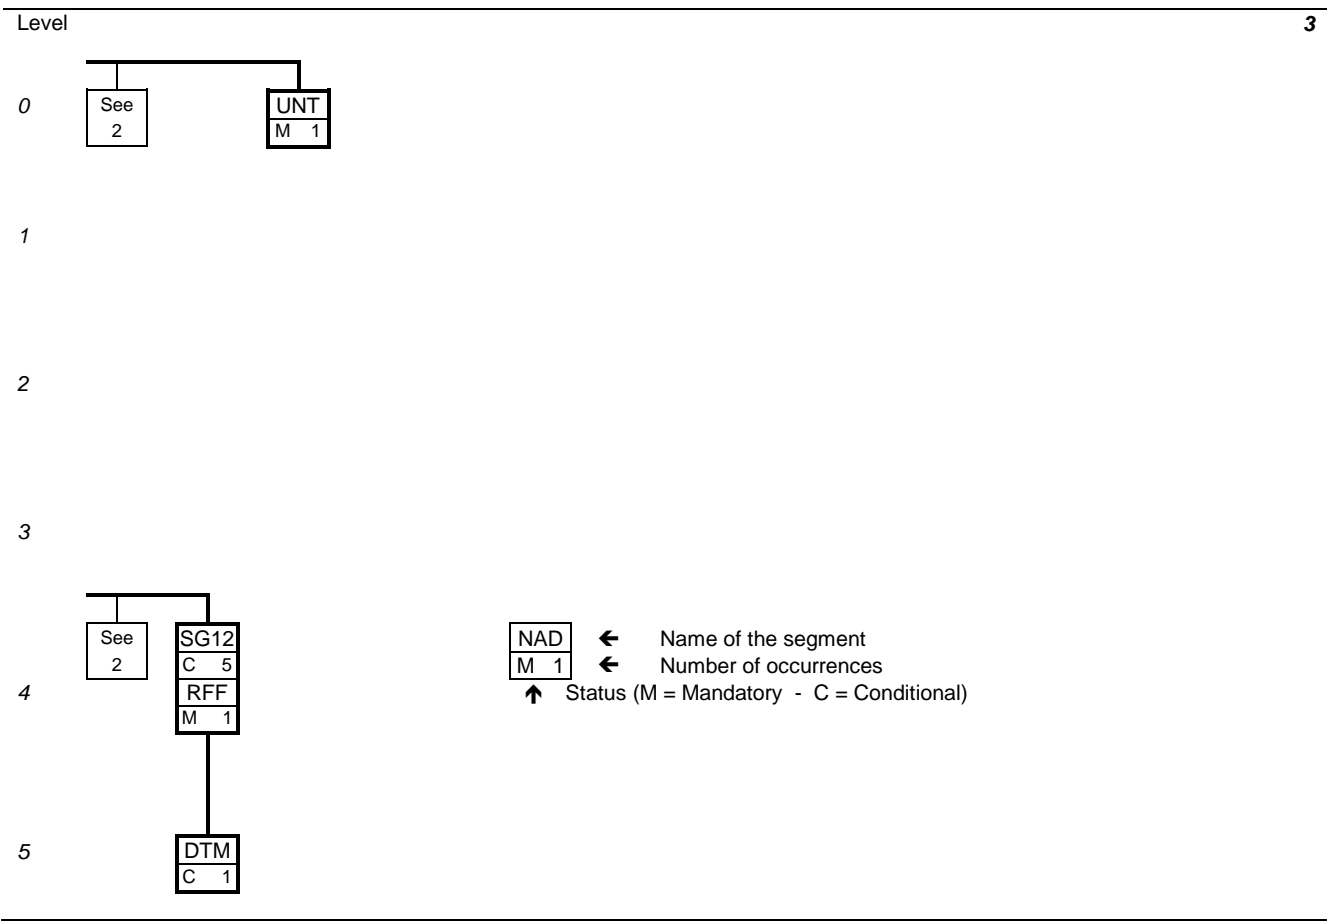 Level 3
0 See UNT
2 M 1
1
2
3
See SG12 NAD 🡸 Name of the segment
2 C 5 M 1 🡸 Number of occurrences
4 RFF 🡹 Status (M = Mandatory - C = Conditional)
M 1
5 DTM
C 1